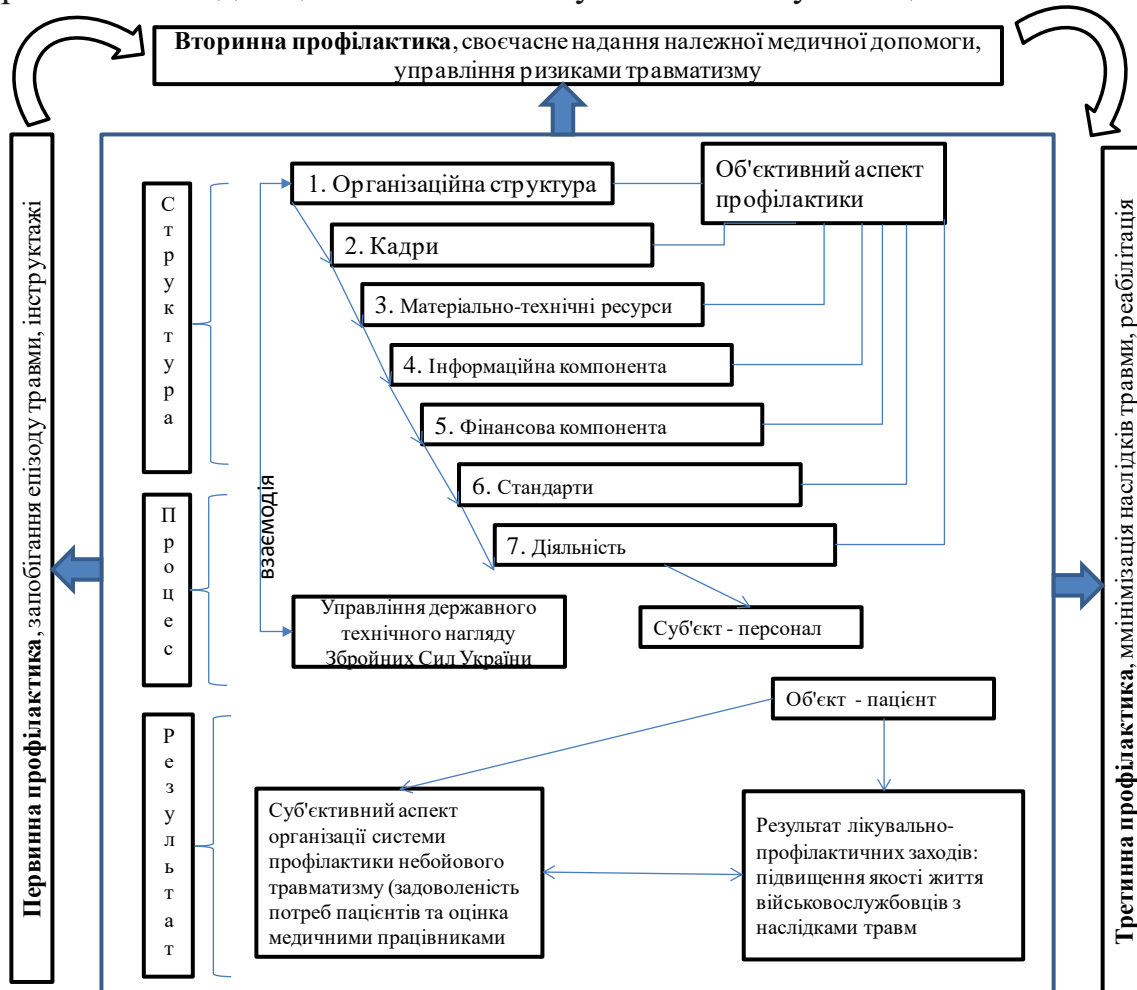 Вторинна профілактика, своєчасне надання належної медичної допомоги,
управління ризиками травматизму
Первинна профілактика, запобігання епізоду травми, інструктажі
Структура
1. Організаційна структура
Об'єктивний аспект
профілактики
2. Кадри
3. Матеріально-технічні ресурси
4. Інформаційна компонента
5. Фінансова компонента
6. Стандарти
7. Діяльність
взаємодія
Процес
Управління державного
технічного нагляду
Збройних Сил України
Суб'єкт - персонал
Об'єкт - пацієнт
Результат
Суб'єктивний аспект
організації системи
профілактики небойового
травматизму (задоволеність
потреб пацієнтів та оцінка
медичними працівниками
Результат лікувально-
профілактичних заходів:
підвищення якості життя
військовослужбовців з
наслідками травм
Третинна профілактика, ммінімізація наслідків травми, реабілітація